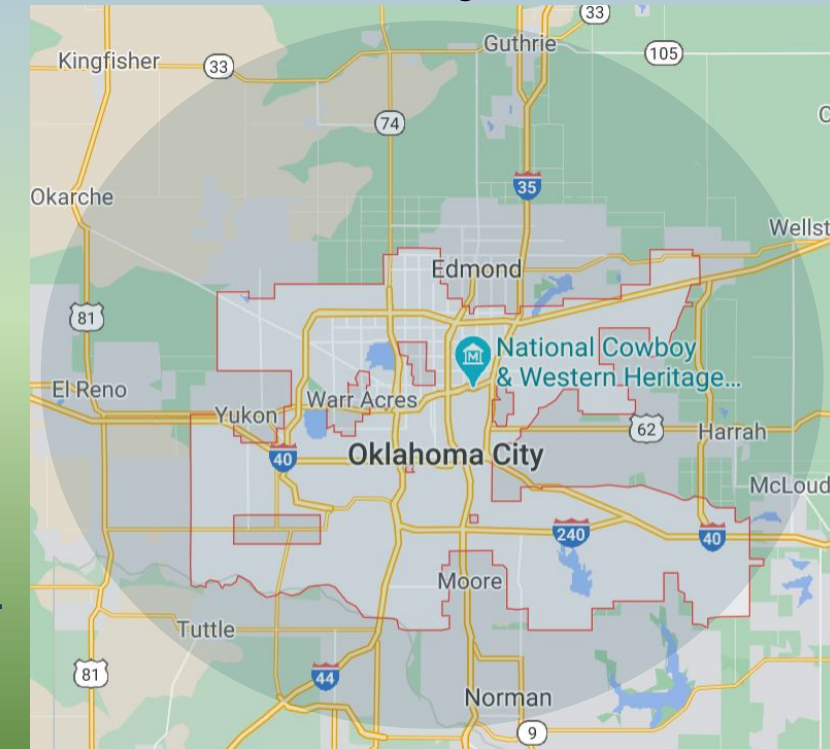 33
Guthrie
105
Kingfisher
33
74
Okarche
35
Wellst
Edmond
81
National Cowboy
& Western Heritage...
El Reno
Warr Acres
Yukon
62
Harrah
Oklahoma City
40
McLoud
240
40
Moore
Tuttle
81
44
Norman
9